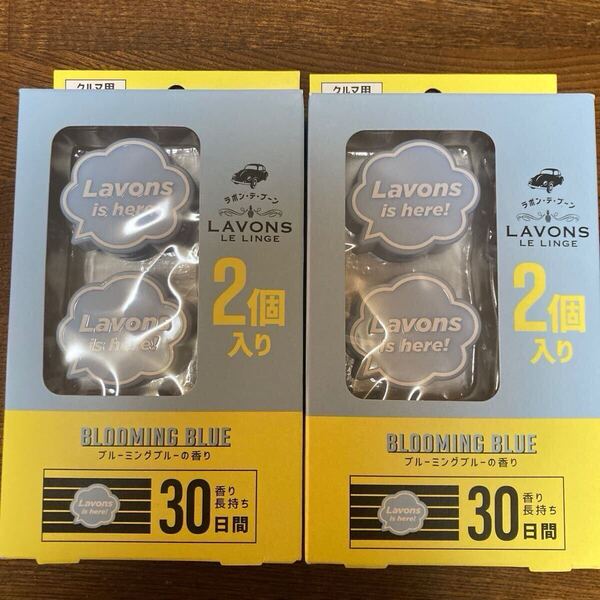 クルマ用
Lavons
is here!
Lavons
is here!
ラボン・デ・ブーン
LAVONS
LE LINGE
2個
入り
BLOOMING BLUE
ブルーミングブルーの香り
Lavons
is here!
30日間
香り
長持ち
クルマ用
Lavons
is here!
Lavons
is here!
ラボン・デ・ブーン
LAVONS
LE LINGE
2個
入り
BLOOMING BLUE
ブルーミングブルーの香り
Lavons
is here!
30日間
香り
長持ち